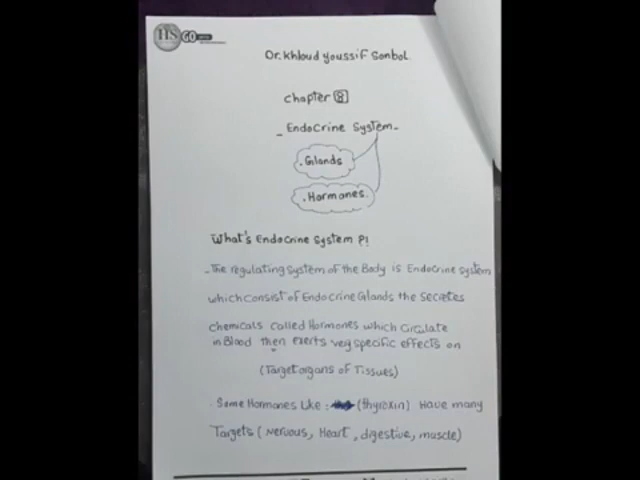 HS GO
Dr. Khloud Youssif Sonbol
Chapter 8
- Endocrine System -
. Glands
. Hormones.
What's Endocrine System ?!
- The regulating system of the Body is Endocrine system
which consist of Endocrine Glands the Secretes
chemicals called Hormones which Circulate
in Blood then exerts very specific effects on
(Target organs of Tissues)
. Some Hormones Like : (thyroxin) Have many
Targets ( Nervous, Heart, digestive, muscle)